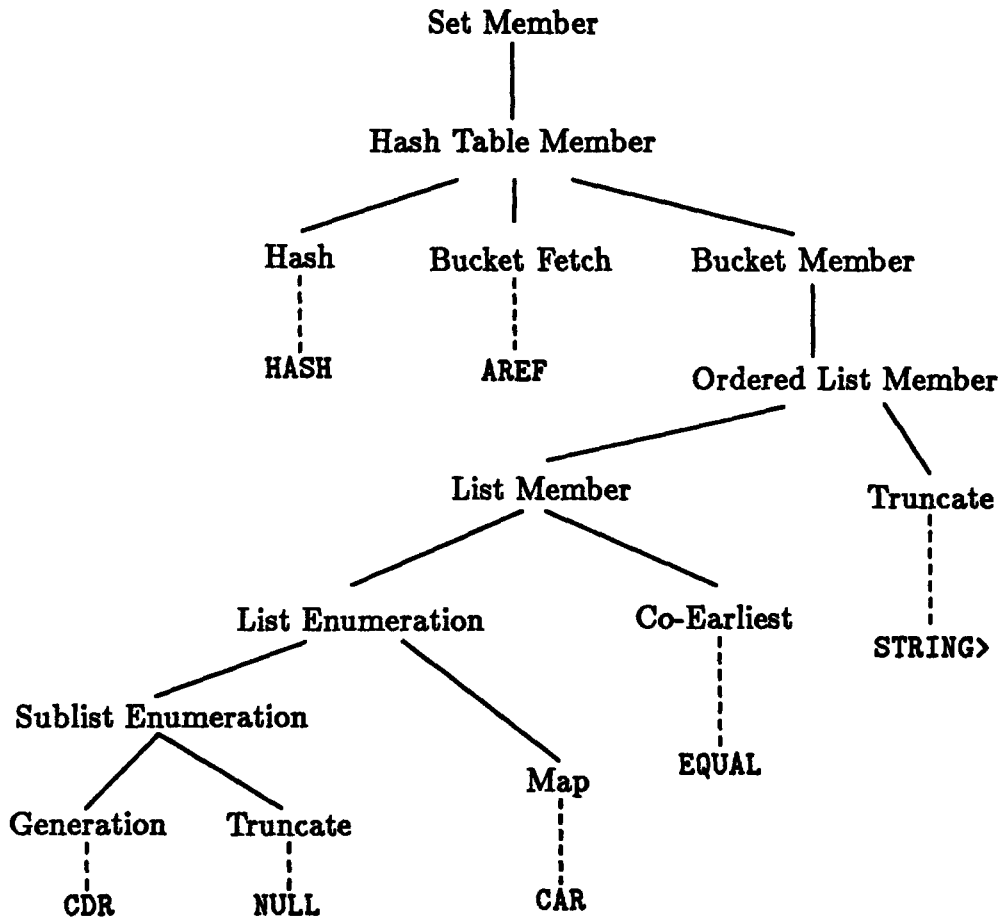 Set Member
Hash Table Member
Hash Bucket Fetch Bucket Member
HASH AREF
Ordered List Member
List Member
Truncate
List Enumeration Co-Earliest
STRING>
Sublist Enumeration
EQUAL
Map
Generation Truncate
CAR
CDR NULL